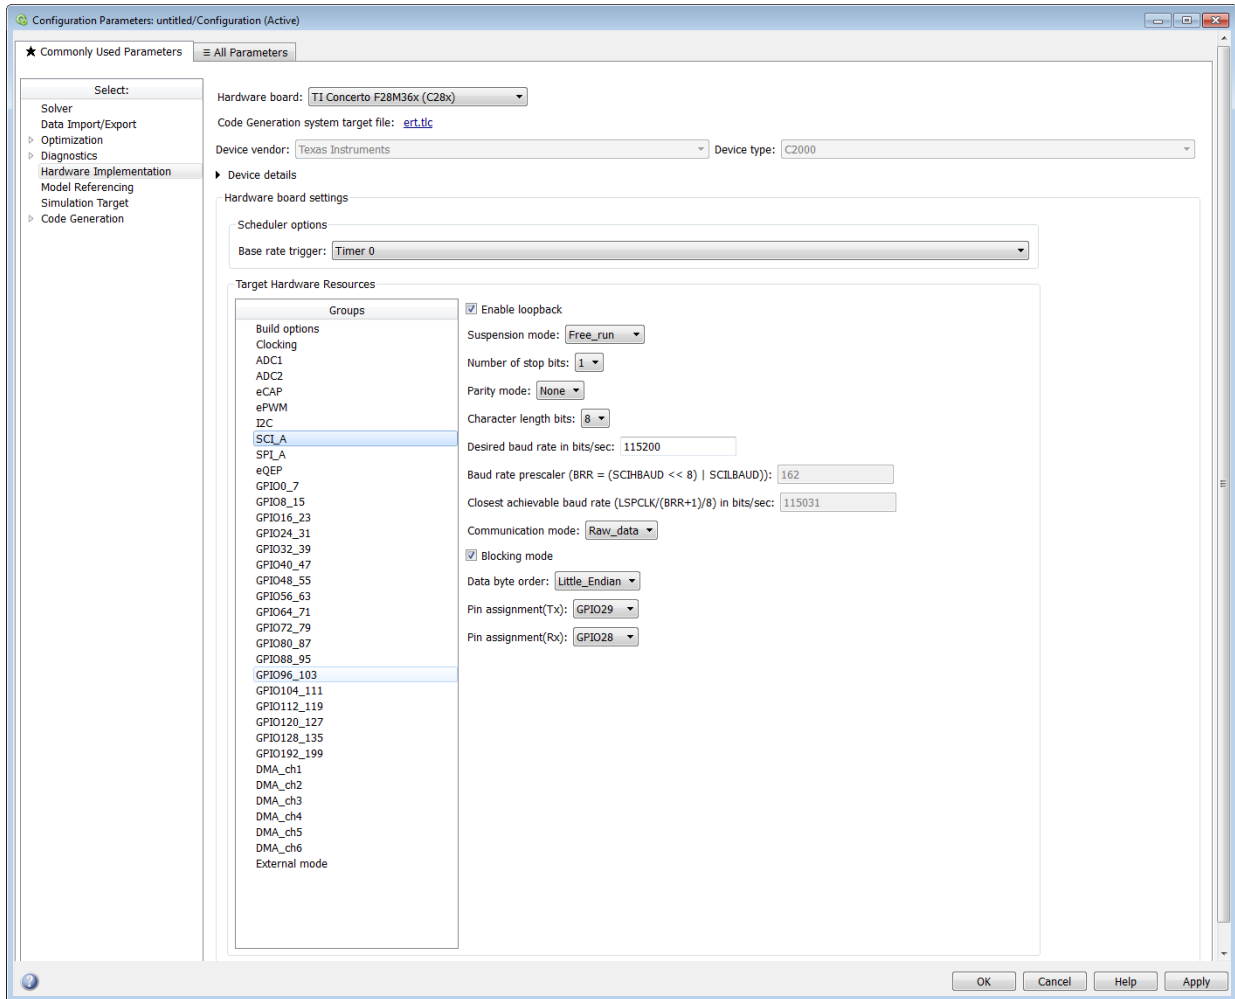 Configuration Parameters: untitled/Configuration (Active)
★ Commonly Used Parameters
≡ All Parameters
Select:
Solver
Data Import/Export
Optimization
Diagnostics
Hardware Implementation
Model Referencing
Simulation Target
Code Generation
Hardware board: TI Concerto F28M36x (C28x)
Code Generation system target file: ert.tlc
Device vendor: Texas Instruments
Device type: C2000
Device details
Hardware board settings
Scheduler options
Base rate trigger: Timer 0
Target Hardware Resources
Groups
Build options
Clocking
ADC1
ADC2
eCAP
ePWM
I2C
SCI_A
SPI_A
eQEP
GPIO0_7
GPIO8_15
GPIO16_23
GPIO24_31
GPIO32_39
GPIO40_47
GPIO48_55
GPIO56_63
GPIO64_71
GPIO72_79
GPIO80_87
GPIO88_95
GPIO96_103
GPIO104_111
GPIO112_119
GPIO120_127
GPIO128_135
GPIO192_199
DMA_ch1
DMA_ch2
DMA_ch3
DMA_ch4
DMA_ch5
DMA_ch6
External mode
Enable loopback
Suspension mode: Free_run
Number of stop bits: 1
Parity mode: None
Character length bits: 8
Desired baud rate in bits/sec: 115200
Baud rate prescaler (BRR = (SCIHBAUD << 8) | SCILBAUD)): 162
Closest achievable baud rate (LSPCLK/(BRR+1)/8) in bits/sec: 115031
Communication mode: Raw_data
Blocking mode
Data byte order: Little_Endian
Pin assignment(Tx): GPIO29
Pin assignment(Rx): GPIO28
OK
Cancel
Help
Apply